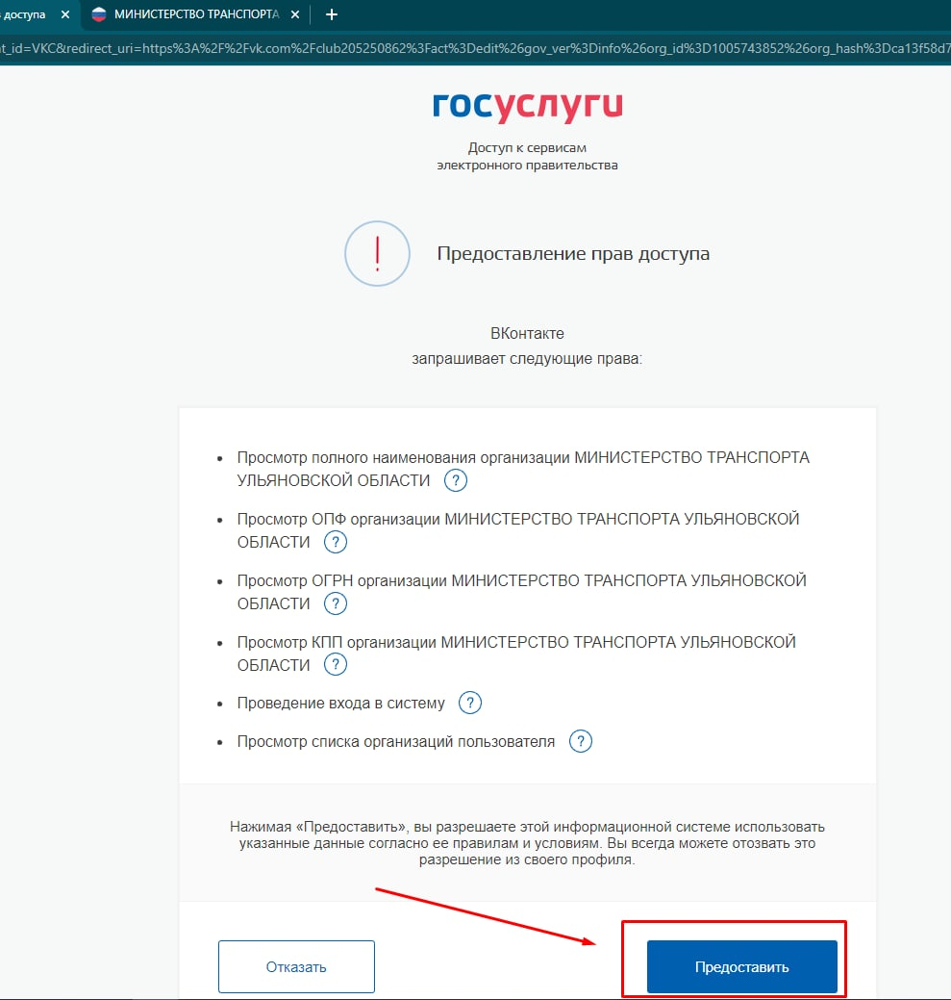 доступа
МИНИСТЕРСТВО ТРАНСПОРТА
t_id=VKC&redirect_uri=https%3A%2F%2Fvk.com%2Fclub205250862%3Fact%3Dedit%26gov_ver%3Dinfo%26org_id%3D1005743852%26org_hash%3Dca13f58d7
госуслуги
Доступ к сервисам
электронного правительства
Предоставление прав доступа
ВКонтакте
запрашивает следующие права:
Просмотр полного наименования организации МИНИСТЕРСТВО ТРАНСПОРТА
УЛЬЯНОВСКОЙ ОБЛАСТИ ?
Просмотр ОПФ организации МИНИСТЕРСТВО ТРАНСПОРТА УЛЬЯНОВСКОЙ
ОБЛАСТИ ?
Просмотр ОГРН организации МИНИСТЕРСТВО ТРАНСПОРТА УЛЬЯНОВСКОЙ
ОБЛАСТИ ?
Просмотр КПП организации МИНИСТЕРСТВО ТРАНСПОРТА УЛЬЯНОВСКОЙ
ОБЛАСТИ ?
Проведение входа в систему ?
Просмотр списка организаций пользователя ?
Нажимая «Предоставить», вы разрешаете этой информационной системе использовать
указанные данные согласно ее правилам и условиям. Вы всегда можете отозвать это
разрешение из своего профиля.
Отказать
Предоставить